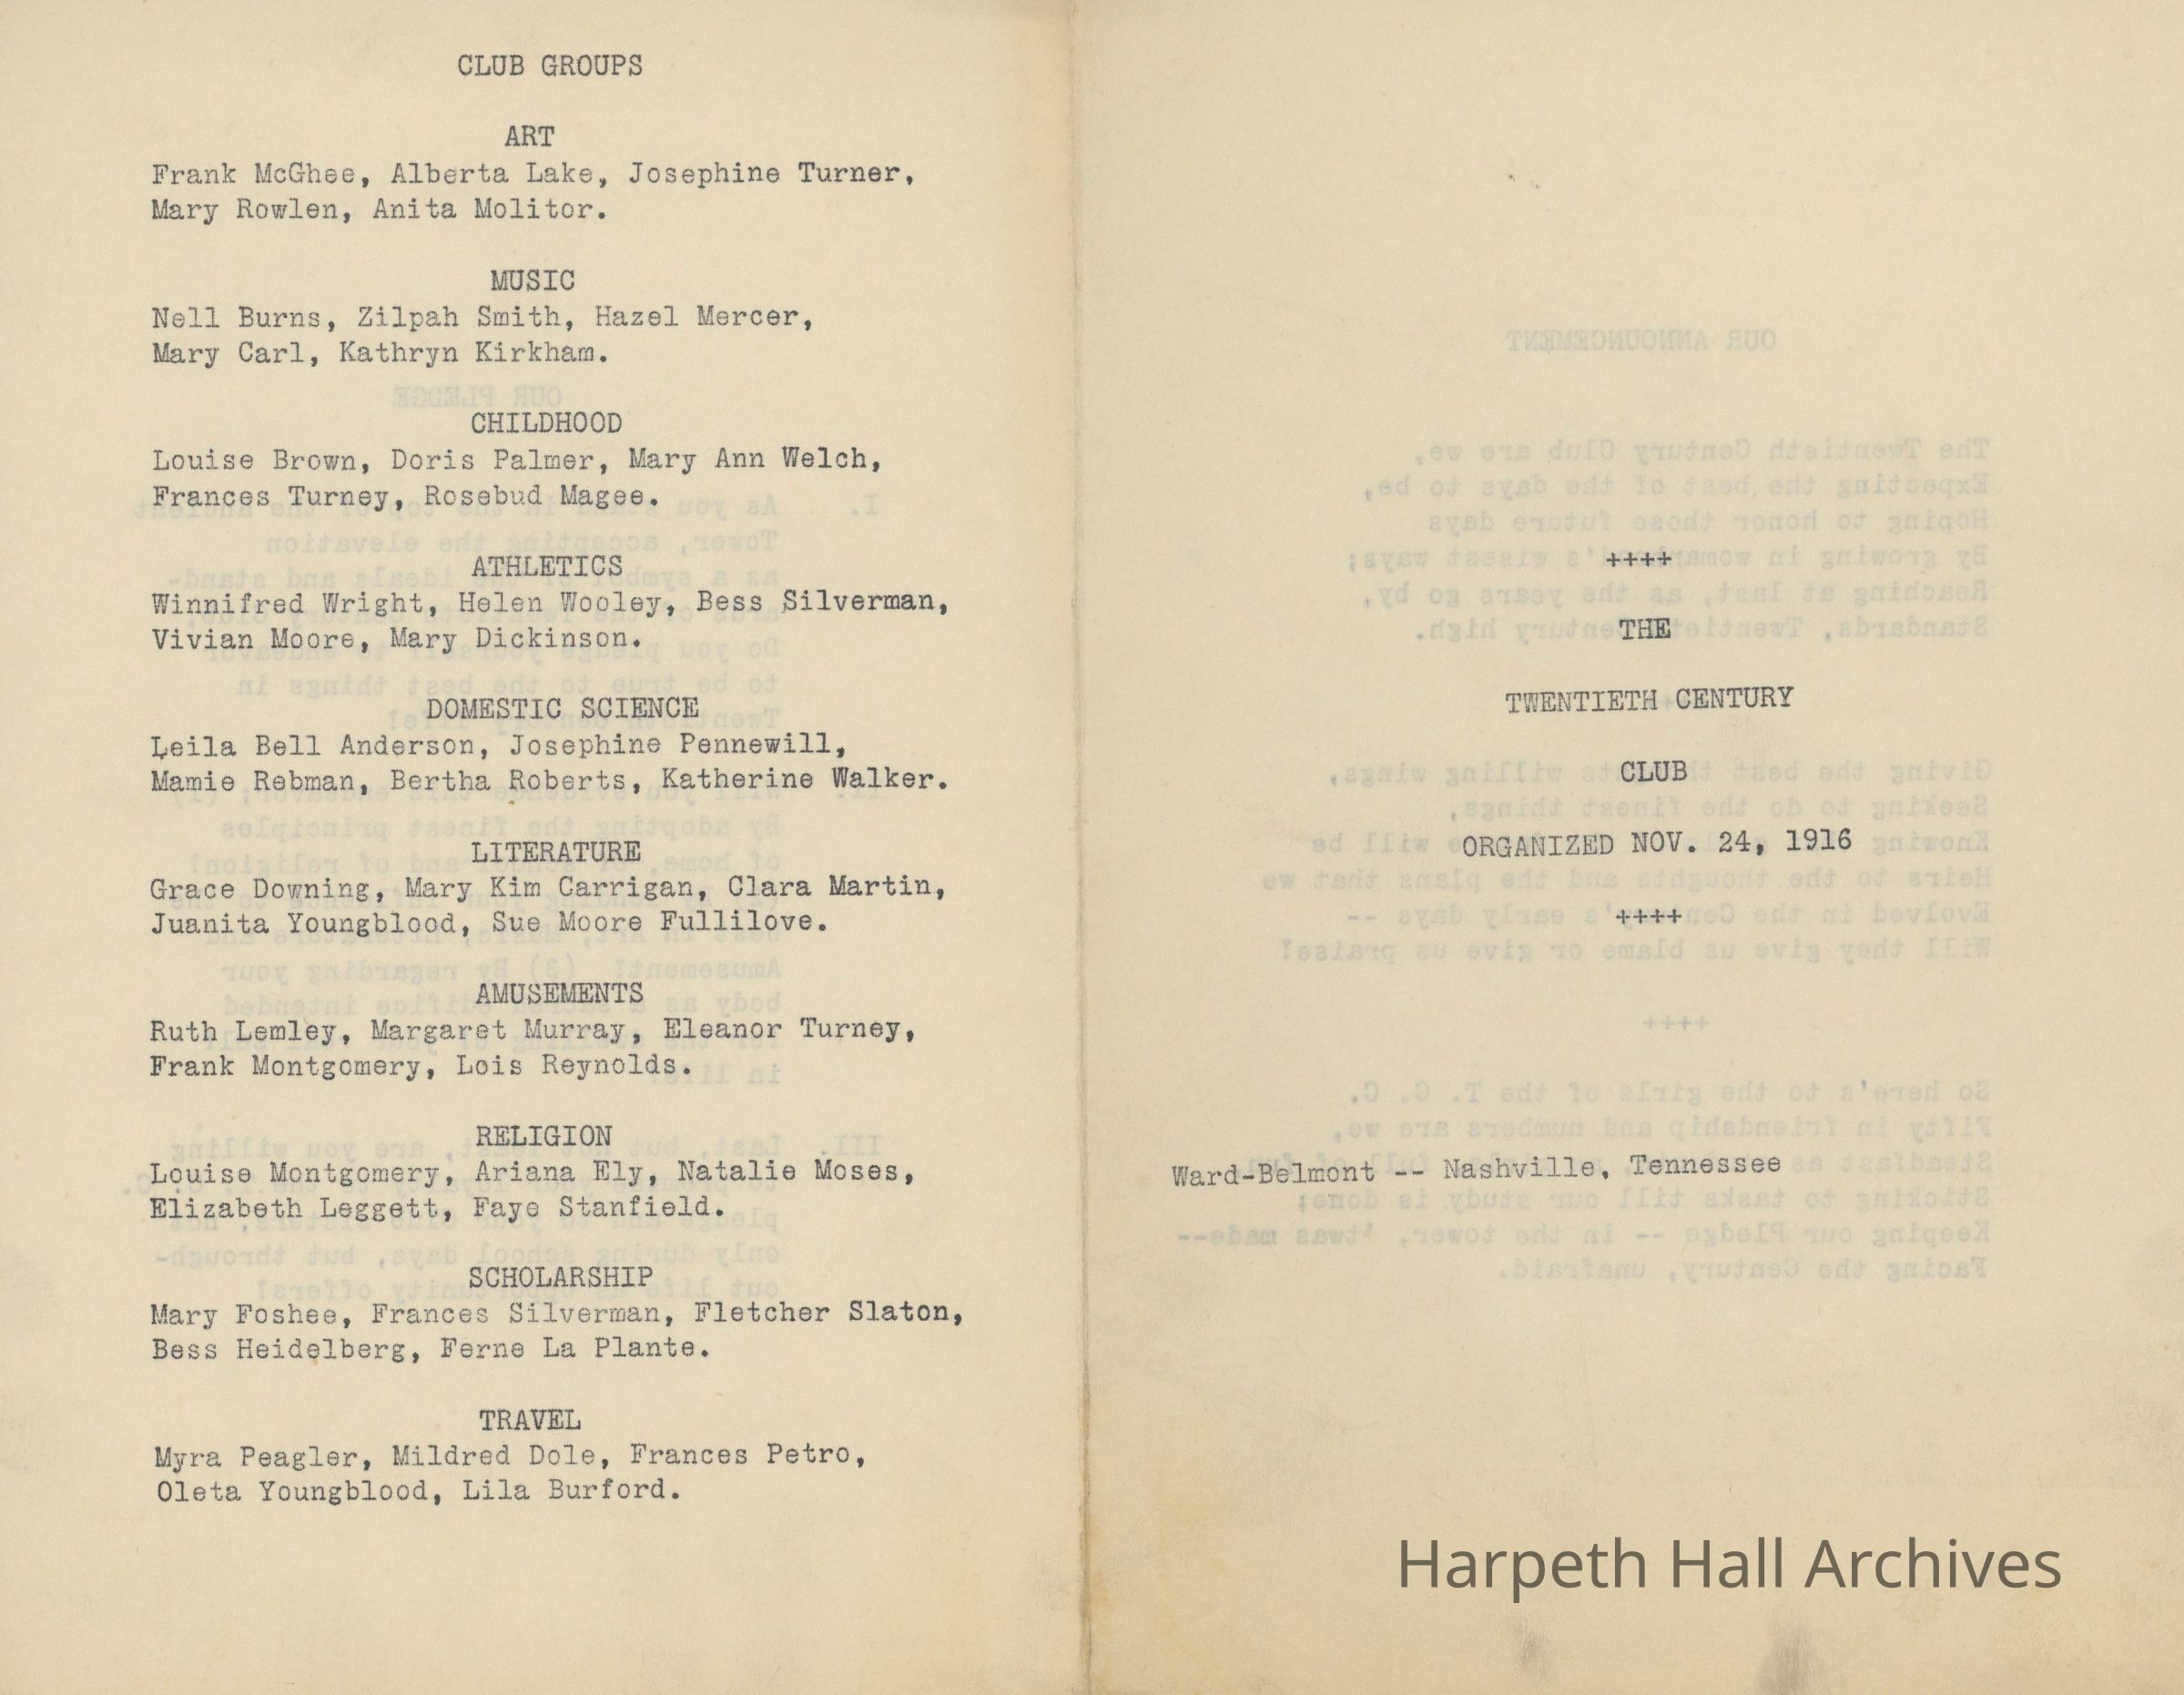 CLUB GROUPS
ART
Frank McGhee, Alberta Lake, Josephine Turner,
Mary Rowlen, Anita Molitor.
MUSIC
Nell Burns, Zilpah Smith, Hazel Mercer,
Mary Carl, Kathryn Kirkham.
CHILDHOOD
Louise Brown, Doris Palmer, Mary Ann Welch,
Frances Turney, Rosebud Magee.
ATHLETICS
Winnifred Wright, Helen Wooley, Bess Silverman,
Vivian Moore, Mary Dickinson.
DOMESTIC SCIENCE
Leila Bell Anderson, Josephine Pennewill,
Mamie Rebman, Bertha Roberts, Katherine Walker.
LITERATURE
Grace Downing, Mary Kim Carrigan, Clara Martin,
Juanita Youngblood, Sue Moore Fullilove.
AMUSEMENTS
Ruth Lemley, Margaret Murray, Eleanor Turney,
Frank Montgomery, Lois Reynolds.
RELIGION
Louise Montgomery, Ariana Ely, Natalie Moses,
Elizabeth Leggett, Faye Stanfield.
SCHOLARSHIP
Mary Foshee, Frances Silverman, Fletcher Slaton,
Bess Heidelberg, Ferne La Plante.
TRAVEL
Myra Peagler, Mildred Dole, Frances Petro,
Oleta Youngblood, Lila Burford.
++++
THE
TWENTIETH CENTURY
CLUB
ORGANIZED NOV. 24, 1916
++++
Ward-Belmont -- Nashville, Tennessee
Harpeth Hall Archives